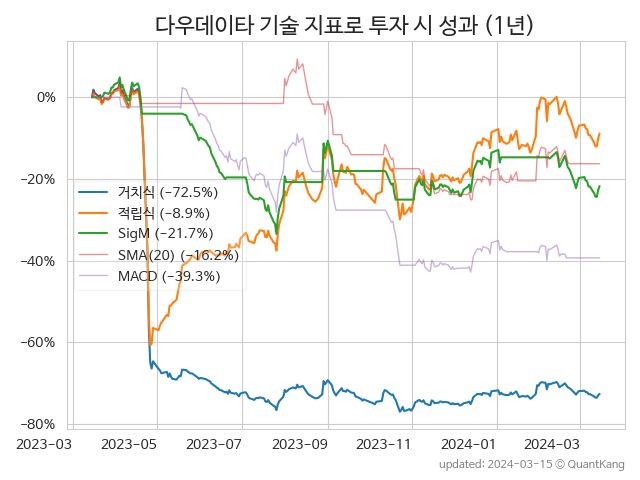 다우데이타 기술 지표로 투자 시 성과 (1년)
0%
−20%
−40%
−60%
−80%
거치식 (−72.5%)
적립식 (−8.9%)
SigM (−21.7%)
SMA(20) (−16.2%)
MACD (−39.3%)
2023−03 2023−05 2023−07 2023−09 2023−11 2024−01 2024−03
updated: 2024−03−15 ⓒ QuantKang